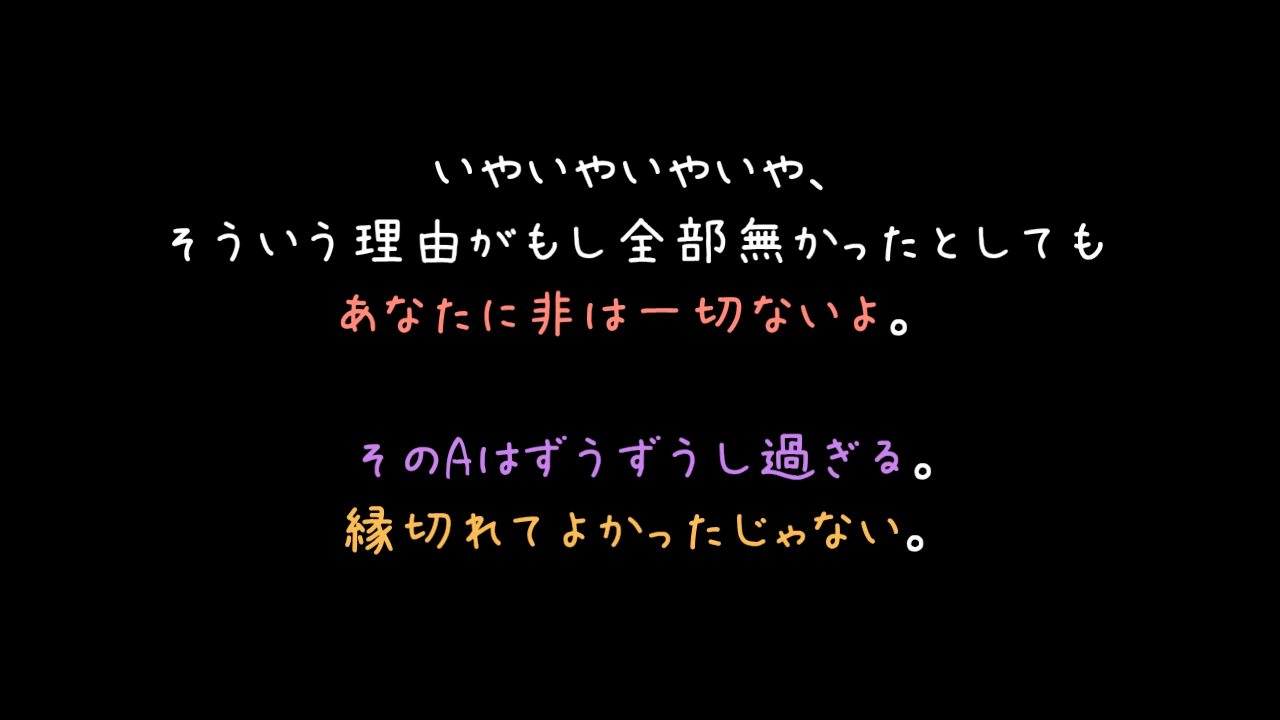 いやいやいやいや、
そういう理由がもし全部無かったとしても
あなたに非は一切ないよ。
そのAはずうずうし過ぎる。
縁切れてよかったじゃない。